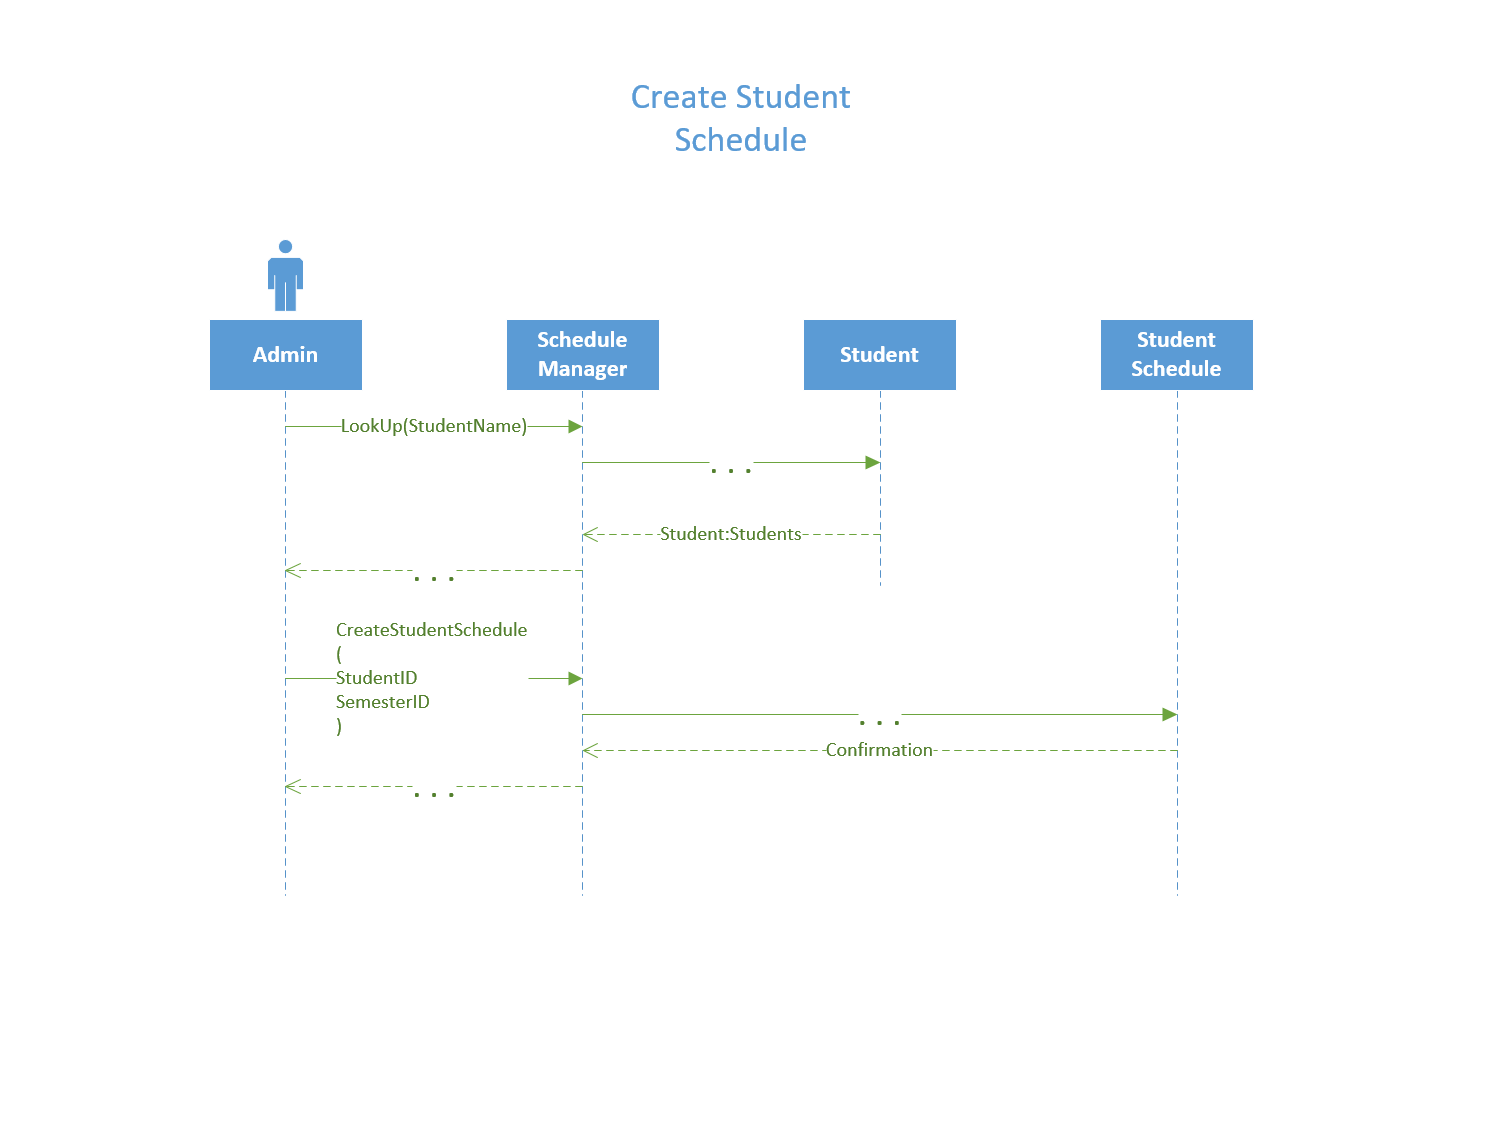 Create Student
Schedule
Admin
Schedule
Manager
Student
Student
Schedule
LookUp(StudentName)
. . .
Student:Students
. . .
CreateStudentSchedule
(
StudentID
SemesterID
)
. . .
Confirmation
. . .